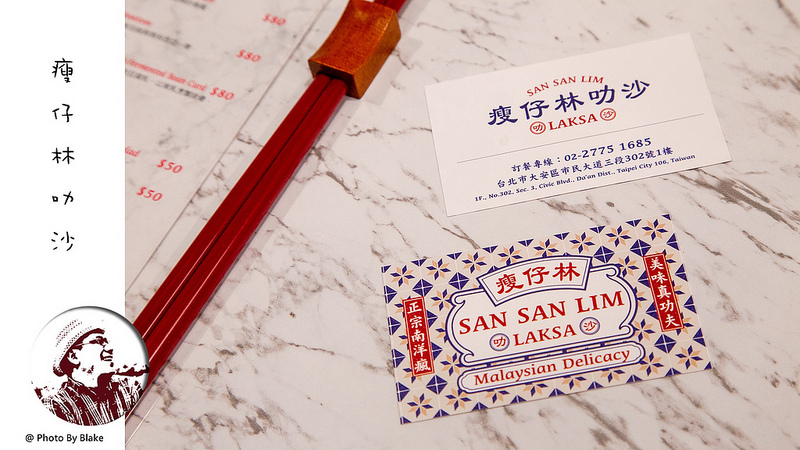 瘦仔林叻沙
@ Photo By Blake
$80
$80
$80
$50
$50
SAN SAN LIM
瘦仔林叻沙
叻 LAKSA 沙
訂餐專線：02-2775 1685
台北市大安區市民大道三段302號1樓
1F., No.302, Sec. 3, Civic Blvd., Da'an Dist., Taipei City 106, Taiwan
瘦仔林
SAN SAN LIM
叻 LAKSA 沙
Malaysian Delicacy
正宗南洋瘋
美味真功夫